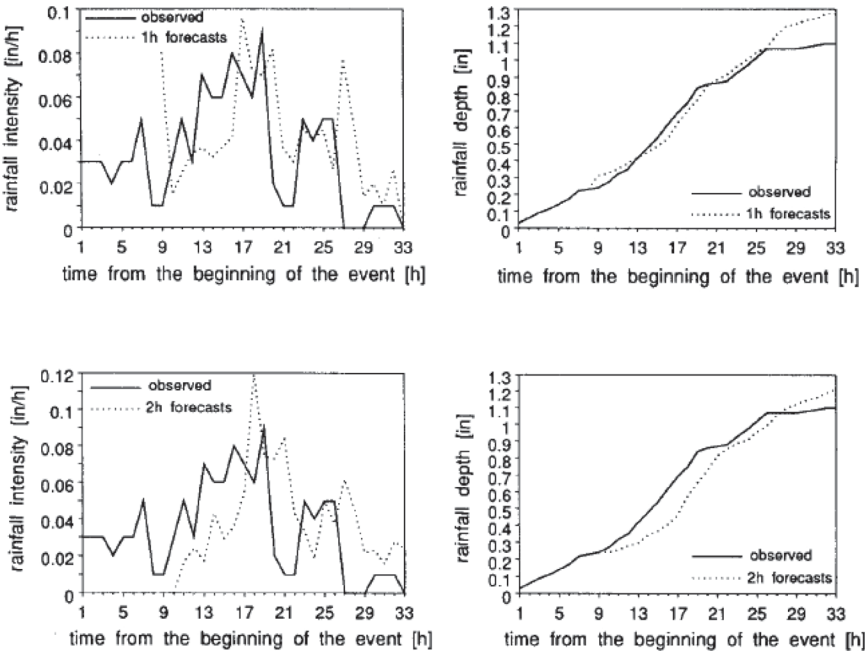 0.1
0.08
0.06
0.04
0.02
0
rainfall intensity [in/h]
observed
1h forecasts
1 5 9 13 17 21 25 29 33
time from the beginning of the event [h]
1.3
1.2
1.1
1
0.9
0.8
0.7
0.6
0.5
0.4
0.3
0.2
0.1
0
rainfall depth [in]
observed
1h forecasts
1 5 9 13 17 21 25 29 33
time from the beginning of the event [h]
0.12
0.1
0.08
0.06
0.04
0.02
0
rainfall intensity [in/h]
observed
2h forecasts
1 5 9 13 17 21 25 29 33
time from the beginning of the event [h]
1.3
1.2
1.1
1
0.9
0.8
0.7
0.6
0.5
0.4
0.3
0.2
0.1
0
rainfall depth [in]
observed
2h forecasts
1 5 9 13 17 21 25 29 33
time from the beginning of the event [h]